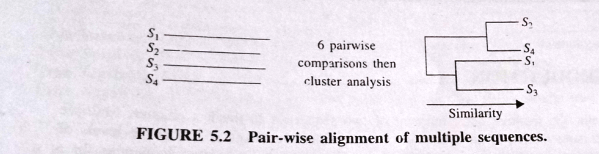 S₁
S₂
S₃
S₄
6 pairwise
comparisons then
cluster analysis
S₂
S₄
S₁
S₃
Similarity
FIGURE 5.2 Pair-wise alignment of multiple sequences.